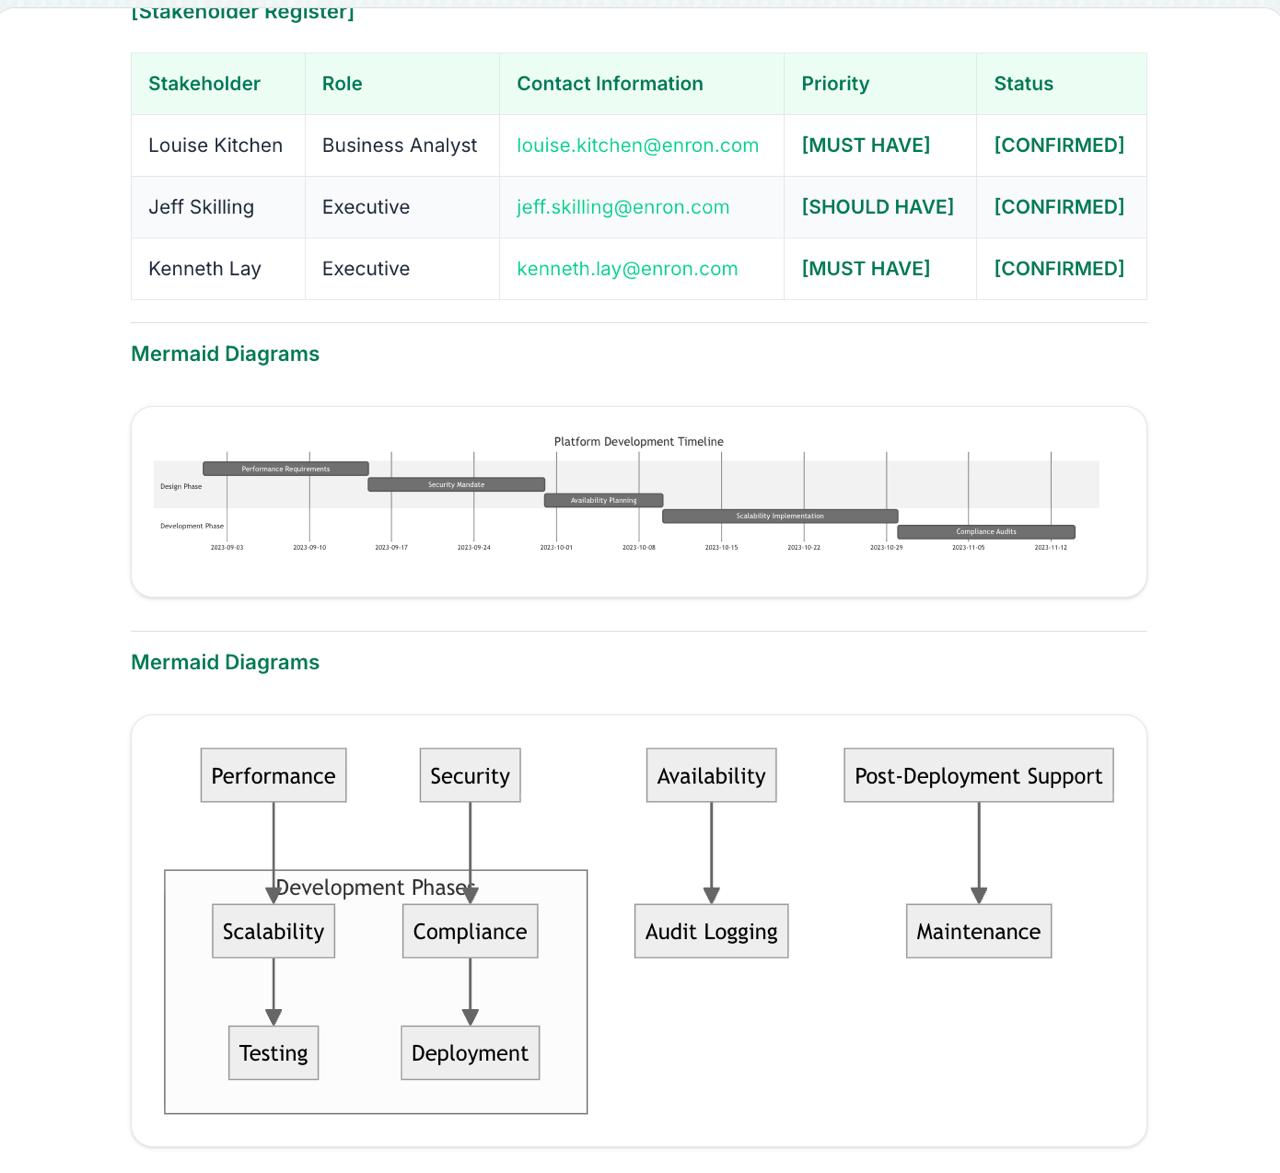 [Stakeholder Register]
Stakeholder Role Contact Information Priority Status
Louise Kitchen Business Analyst louise.kitchen@enron.com [MUST HAVE] [CONFIRMED]
Jeff Skilling Executive jeff.skilling@enron.com [SHOULD HAVE] [CONFIRMED]
Kenneth Lay Executive kenneth.lay@enron.com [MUST HAVE] [CONFIRMED]
Mermaid Diagrams
Platform Development Timeline
Performance Requirements
Design Phase Security Mandate
Availability Planning
Scalability Implementation
Development Phase Compliance Audits
2023-09-03 2023-09-10 2023-09-17 2023-09-24 2023-10-01 2023-10-08 2023-10-15 2023-10-22 2023-10-29 2023-11-05 2023-11-12
Mermaid Diagrams
Performance Security Availability Post-Deployment Support
Development Phases
Scalability Compliance Audit Logging Maintenance
Testing Deployment